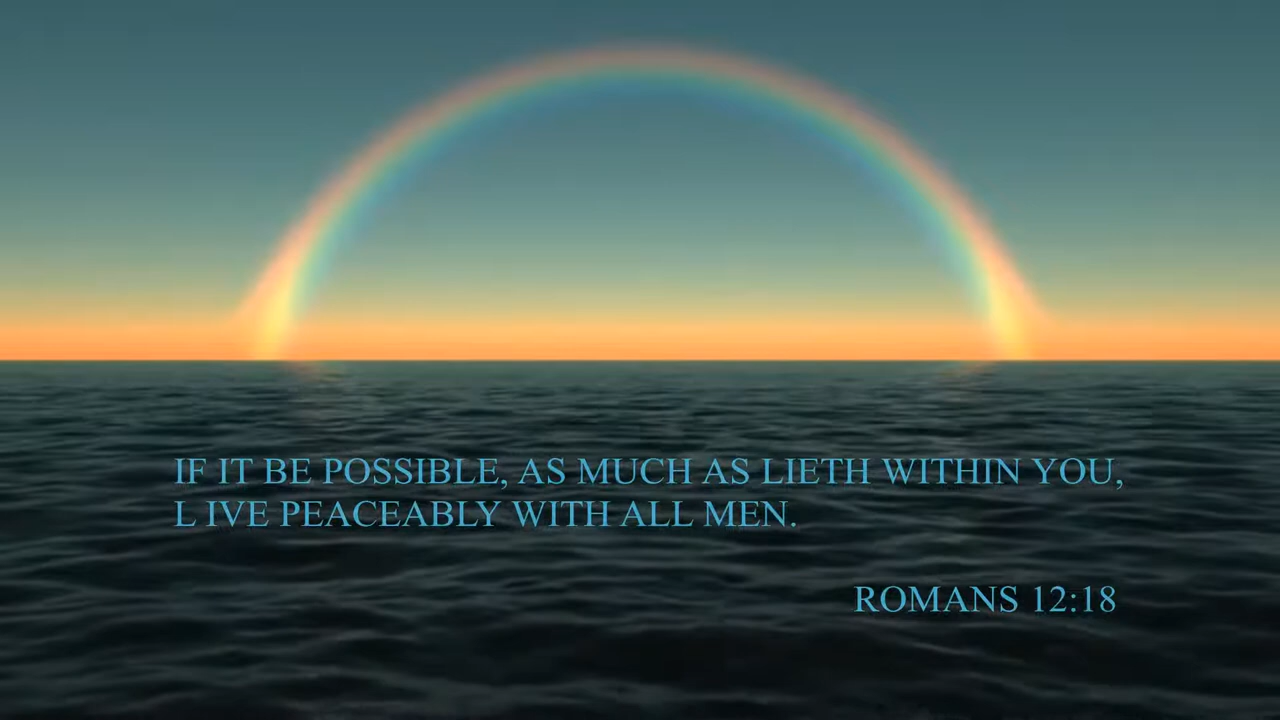 IF IT BE POSSIBLE, AS MUCH AS LIETH WITHIN YOU,
L IVE PEACEABLY WITH ALL MEN.
ROMANS 12:18